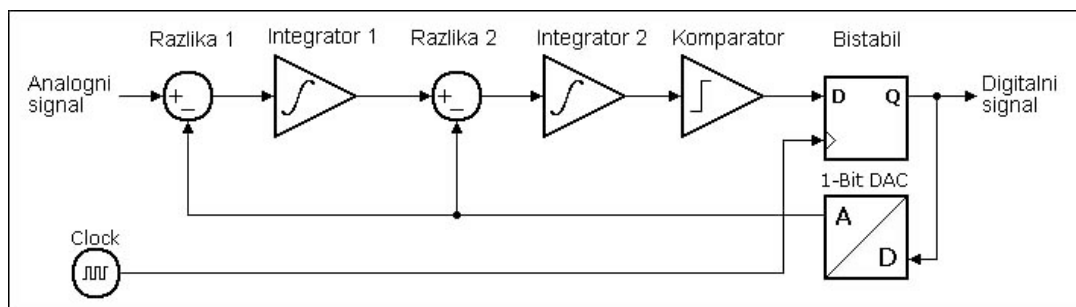 Razlika 1
Integrator 1
Razlika 2
Integrator 2
Komparator
Bistabil
Analogni
signal
+
−
+
−
D
Q
Digitalni
signal
1-Bit DAC
A
D
Clock